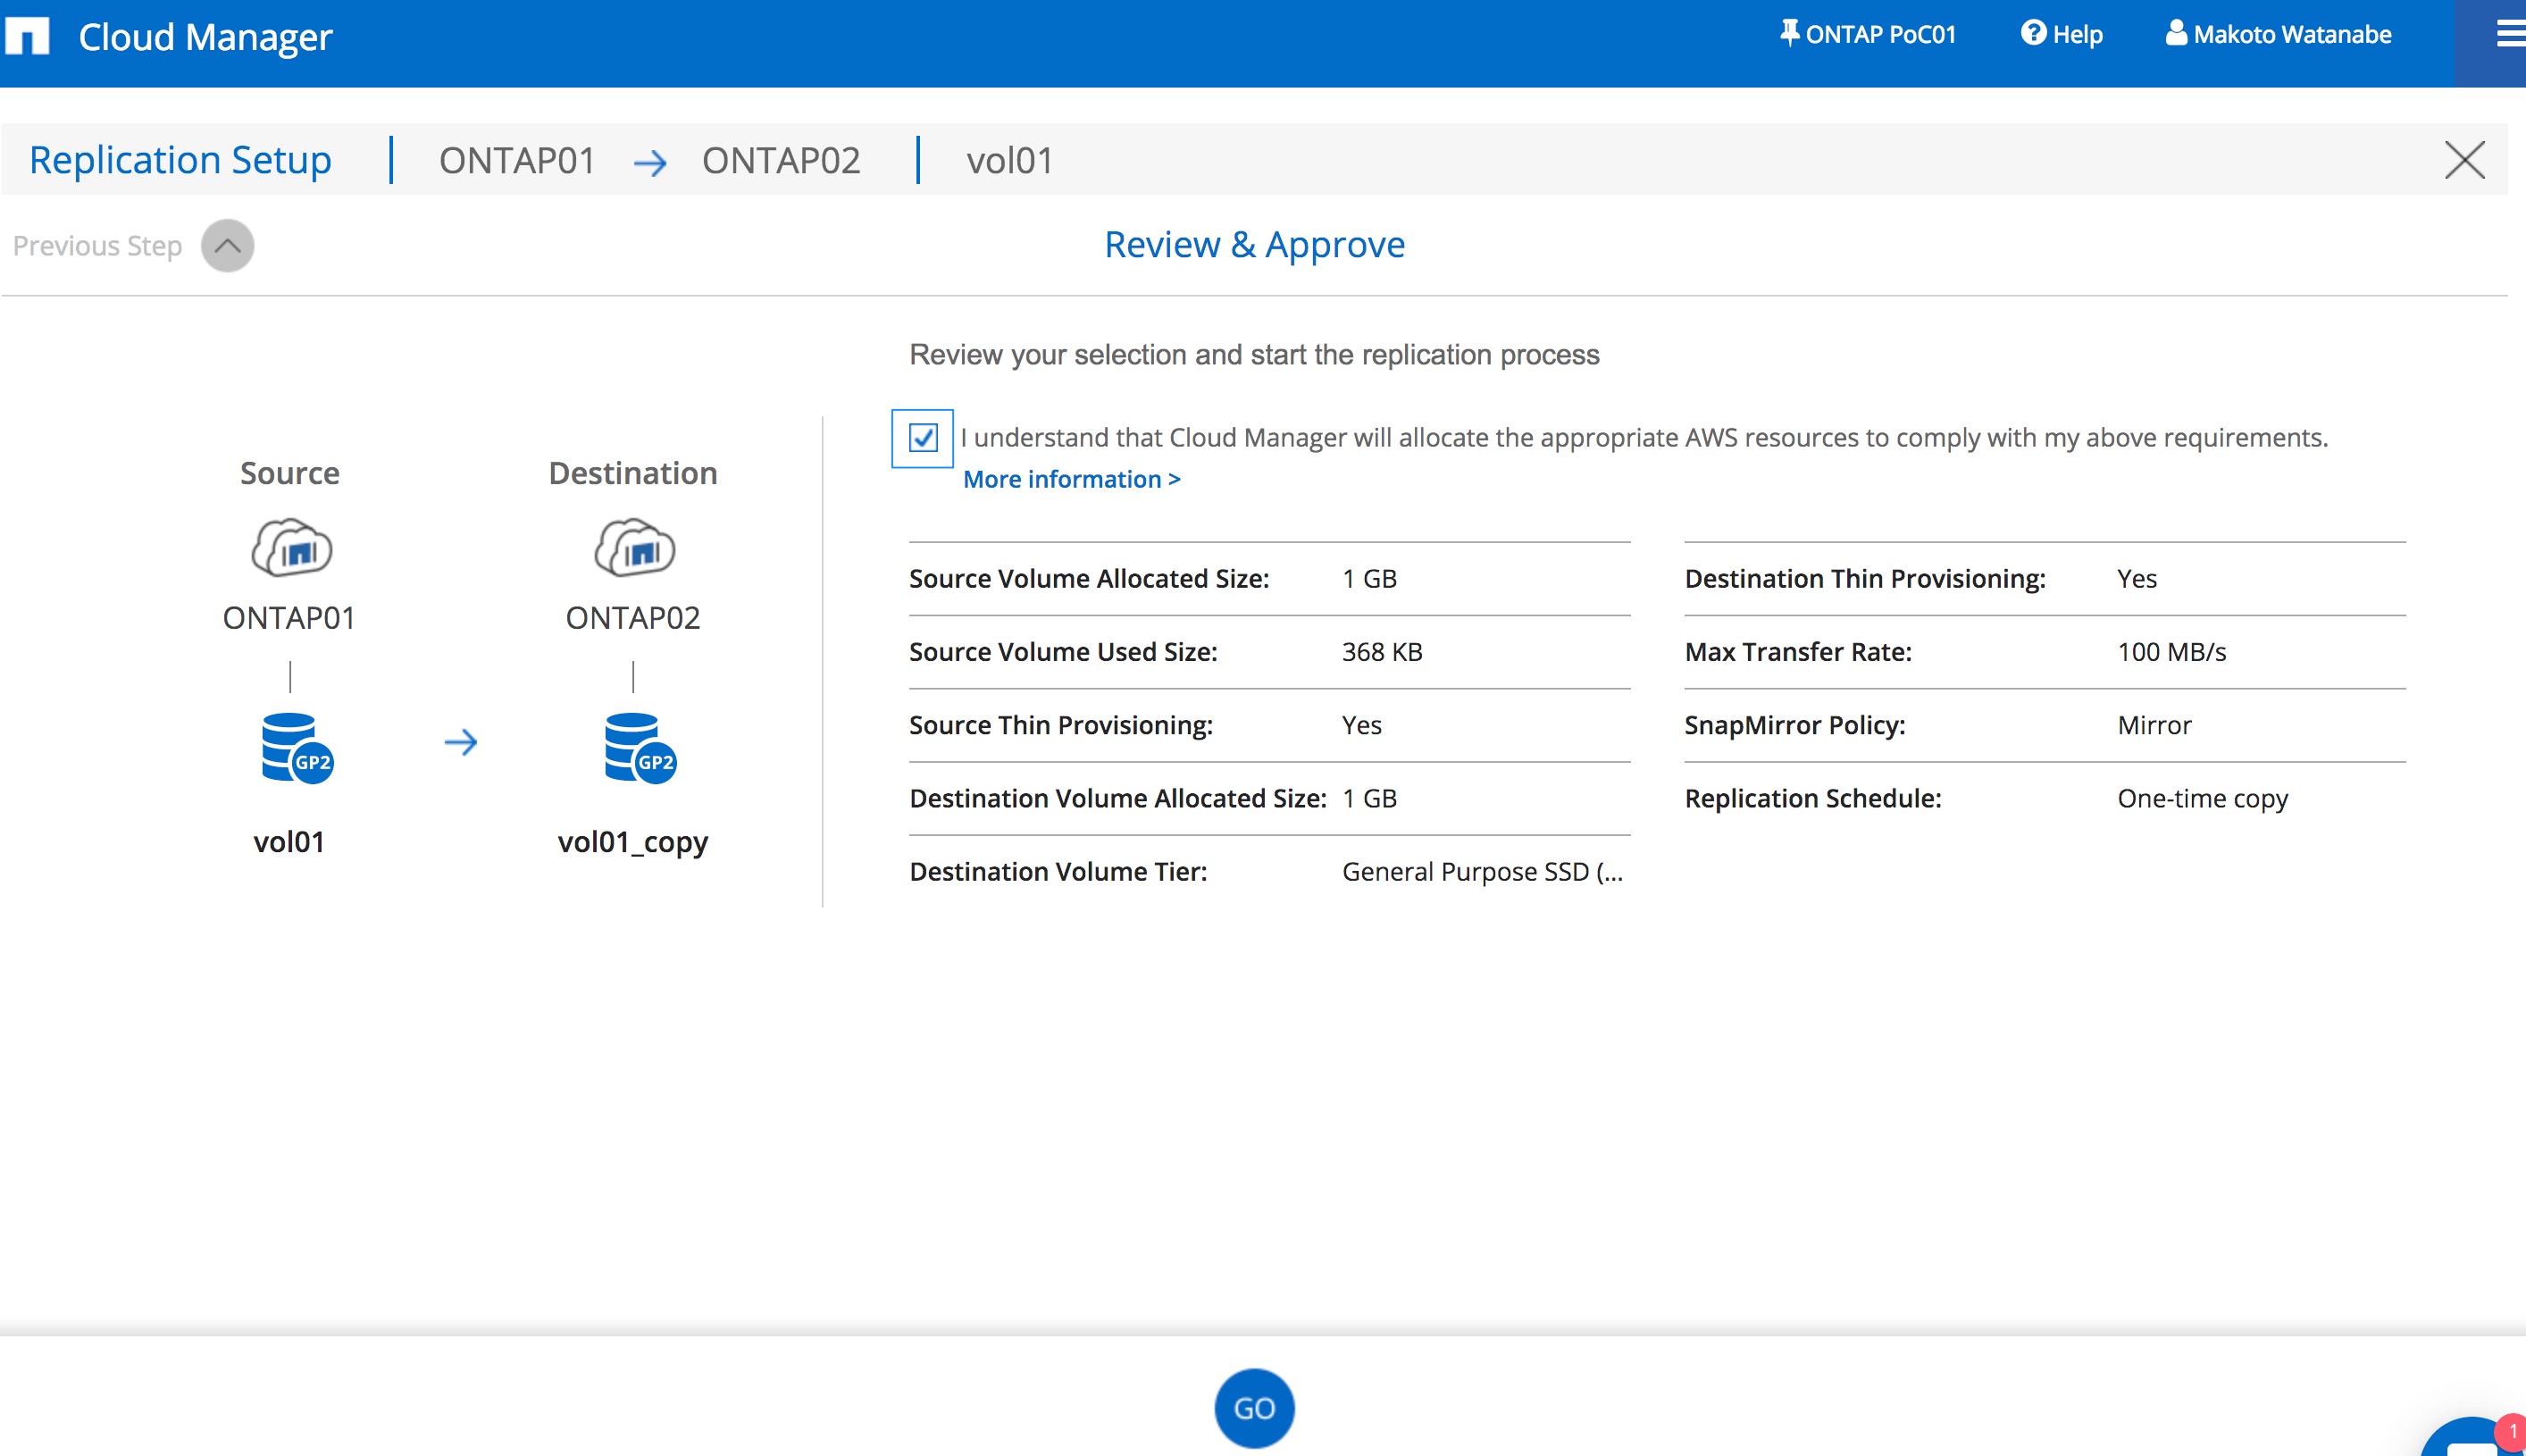 Cloud Manager
ONTAP PoC01
Help
Makoto Watanabe
Replication Setup
ONTAP01 → ONTAP02
vol01
Previous Step
Review & Approve
Review your selection and start the replication process
I understand that Cloud Manager will allocate the appropriate AWS resources to comply with my above requirements.
More information >
Source
Destination
ONTAP01
ONTAP02
GP2
GP2
vol01
vol01_copy
Source Volume Allocated Size: 1 GB
Source Volume Used Size: 368 KB
Source Thin Provisioning: Yes
Destination Volume Allocated Size: 1 GB
Destination Volume Tier: General Purpose SSD (...
Destination Thin Provisioning: Yes
Max Transfer Rate: 100 MB/s
SnapMirror Policy: Mirror
Replication Schedule: One-time copy
GO
1